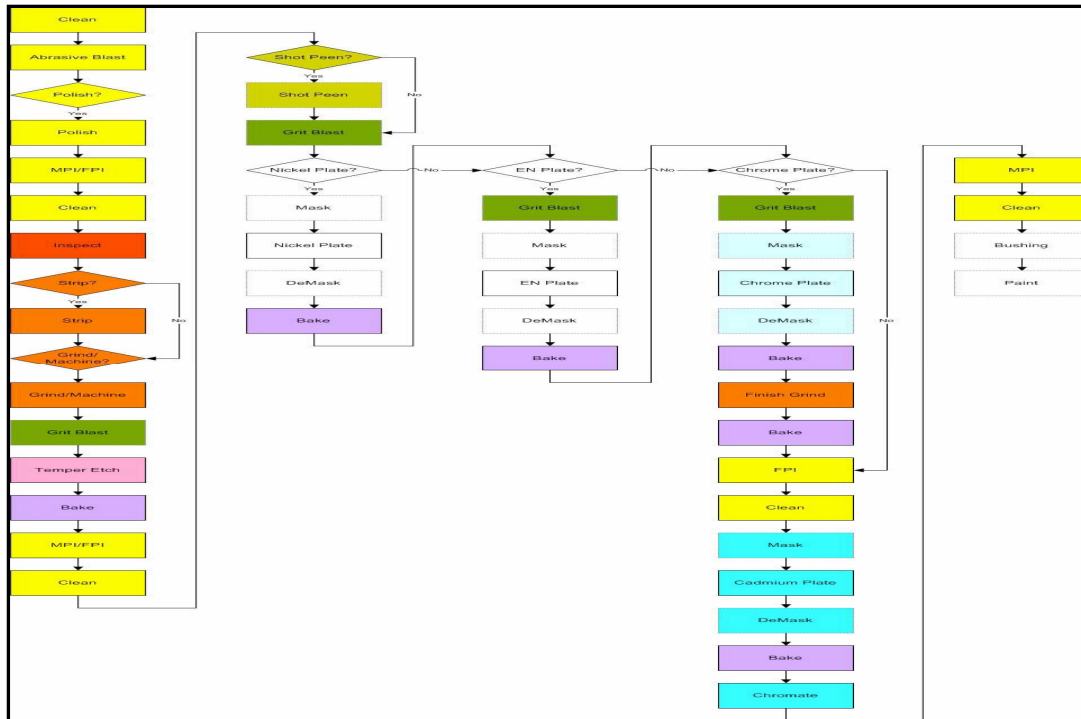 Clean
Abrasive Blast
Polish?
Yes
Polish
MPI/FPI
Clean
Inspect
Strip?
Yes
No
Strip
Grind/
Machine?
Grind/Machine
Grit Blast
Temper Etch
Bake
MPI/FPI
Clean
Shot Peen?
Yes
No
Shot Peen
Grit Blast
Nickel Plate?
No
Yes
Mask
Nickel Plate
DeMask
Bake
EN Plate?
No
Yes
Grit Blast
Mask
EN Plate
DeMask
Bake
Chrome Plate?
Yes
No
Grit Blast
Mask
Chrome Plate
DeMask
Bake
Finish Grind
Bake
FPI
Clean
Mask
Cadmium Plate
DeMask
Bake
Chromate
MPI
Clean
Bushing
Paint